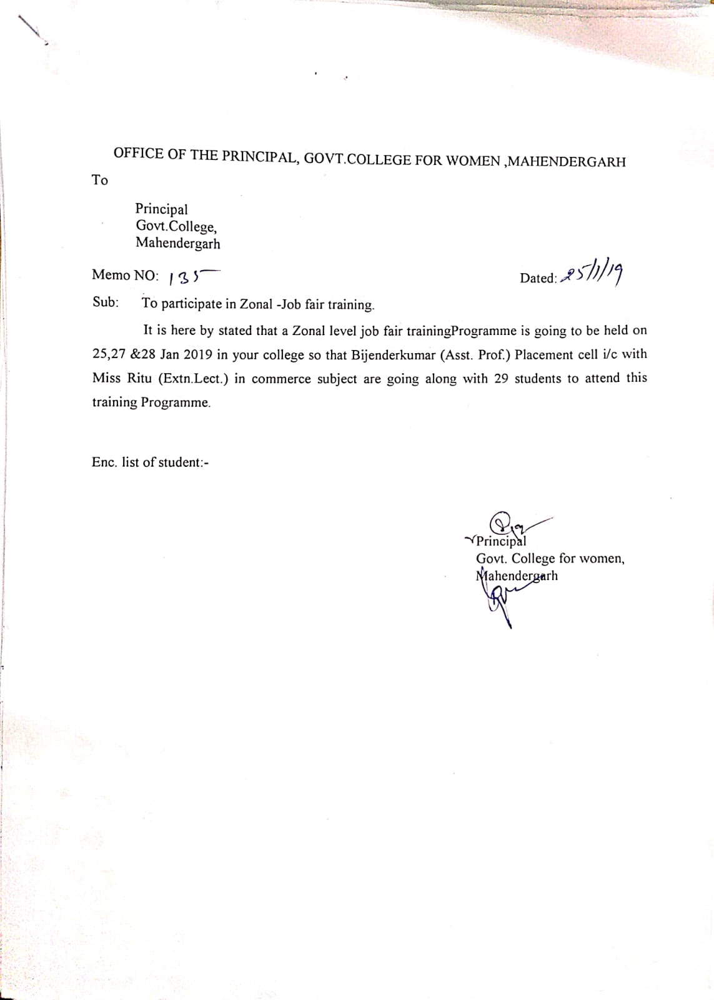 OFFICE OF THE PRINCIPAL, GOVT.COLLEGE FOR WOMEN ,MAHENDERGARH
To
Principal
Govt.College,
Mahendergarh
Memo NO: 135
Dated: 25/1/19
Sub: To participate in Zonal -Job fair training.
It is here by stated that a Zonal level job fair trainingProgramme is going to be held on
25,27 &28 Jan 2019 in your college so that Bijenderkumar (Asst. Prof.) Placement cell i/c with
Miss Ritu (Extn.Lect.) in commerce subject are going along with 29 students to attend this
training Programme.
Enc. list of student:-
Principal
Govt. College for women,
Mahendergarh